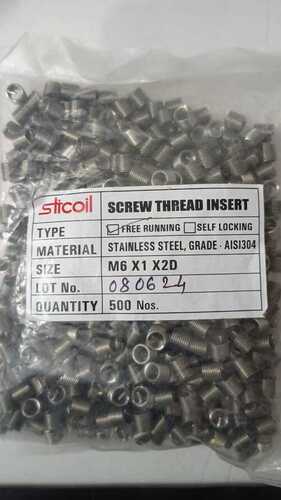 sticoil SCREW THREAD INSERT
TYPE FREE RUNNING SELF LOCKING
MATERIAL STAINLESS STEEL, GRADE - AISI304
SIZE M6 X1 X2D
LOT No. 080624
QUANTITY 500 Nos.